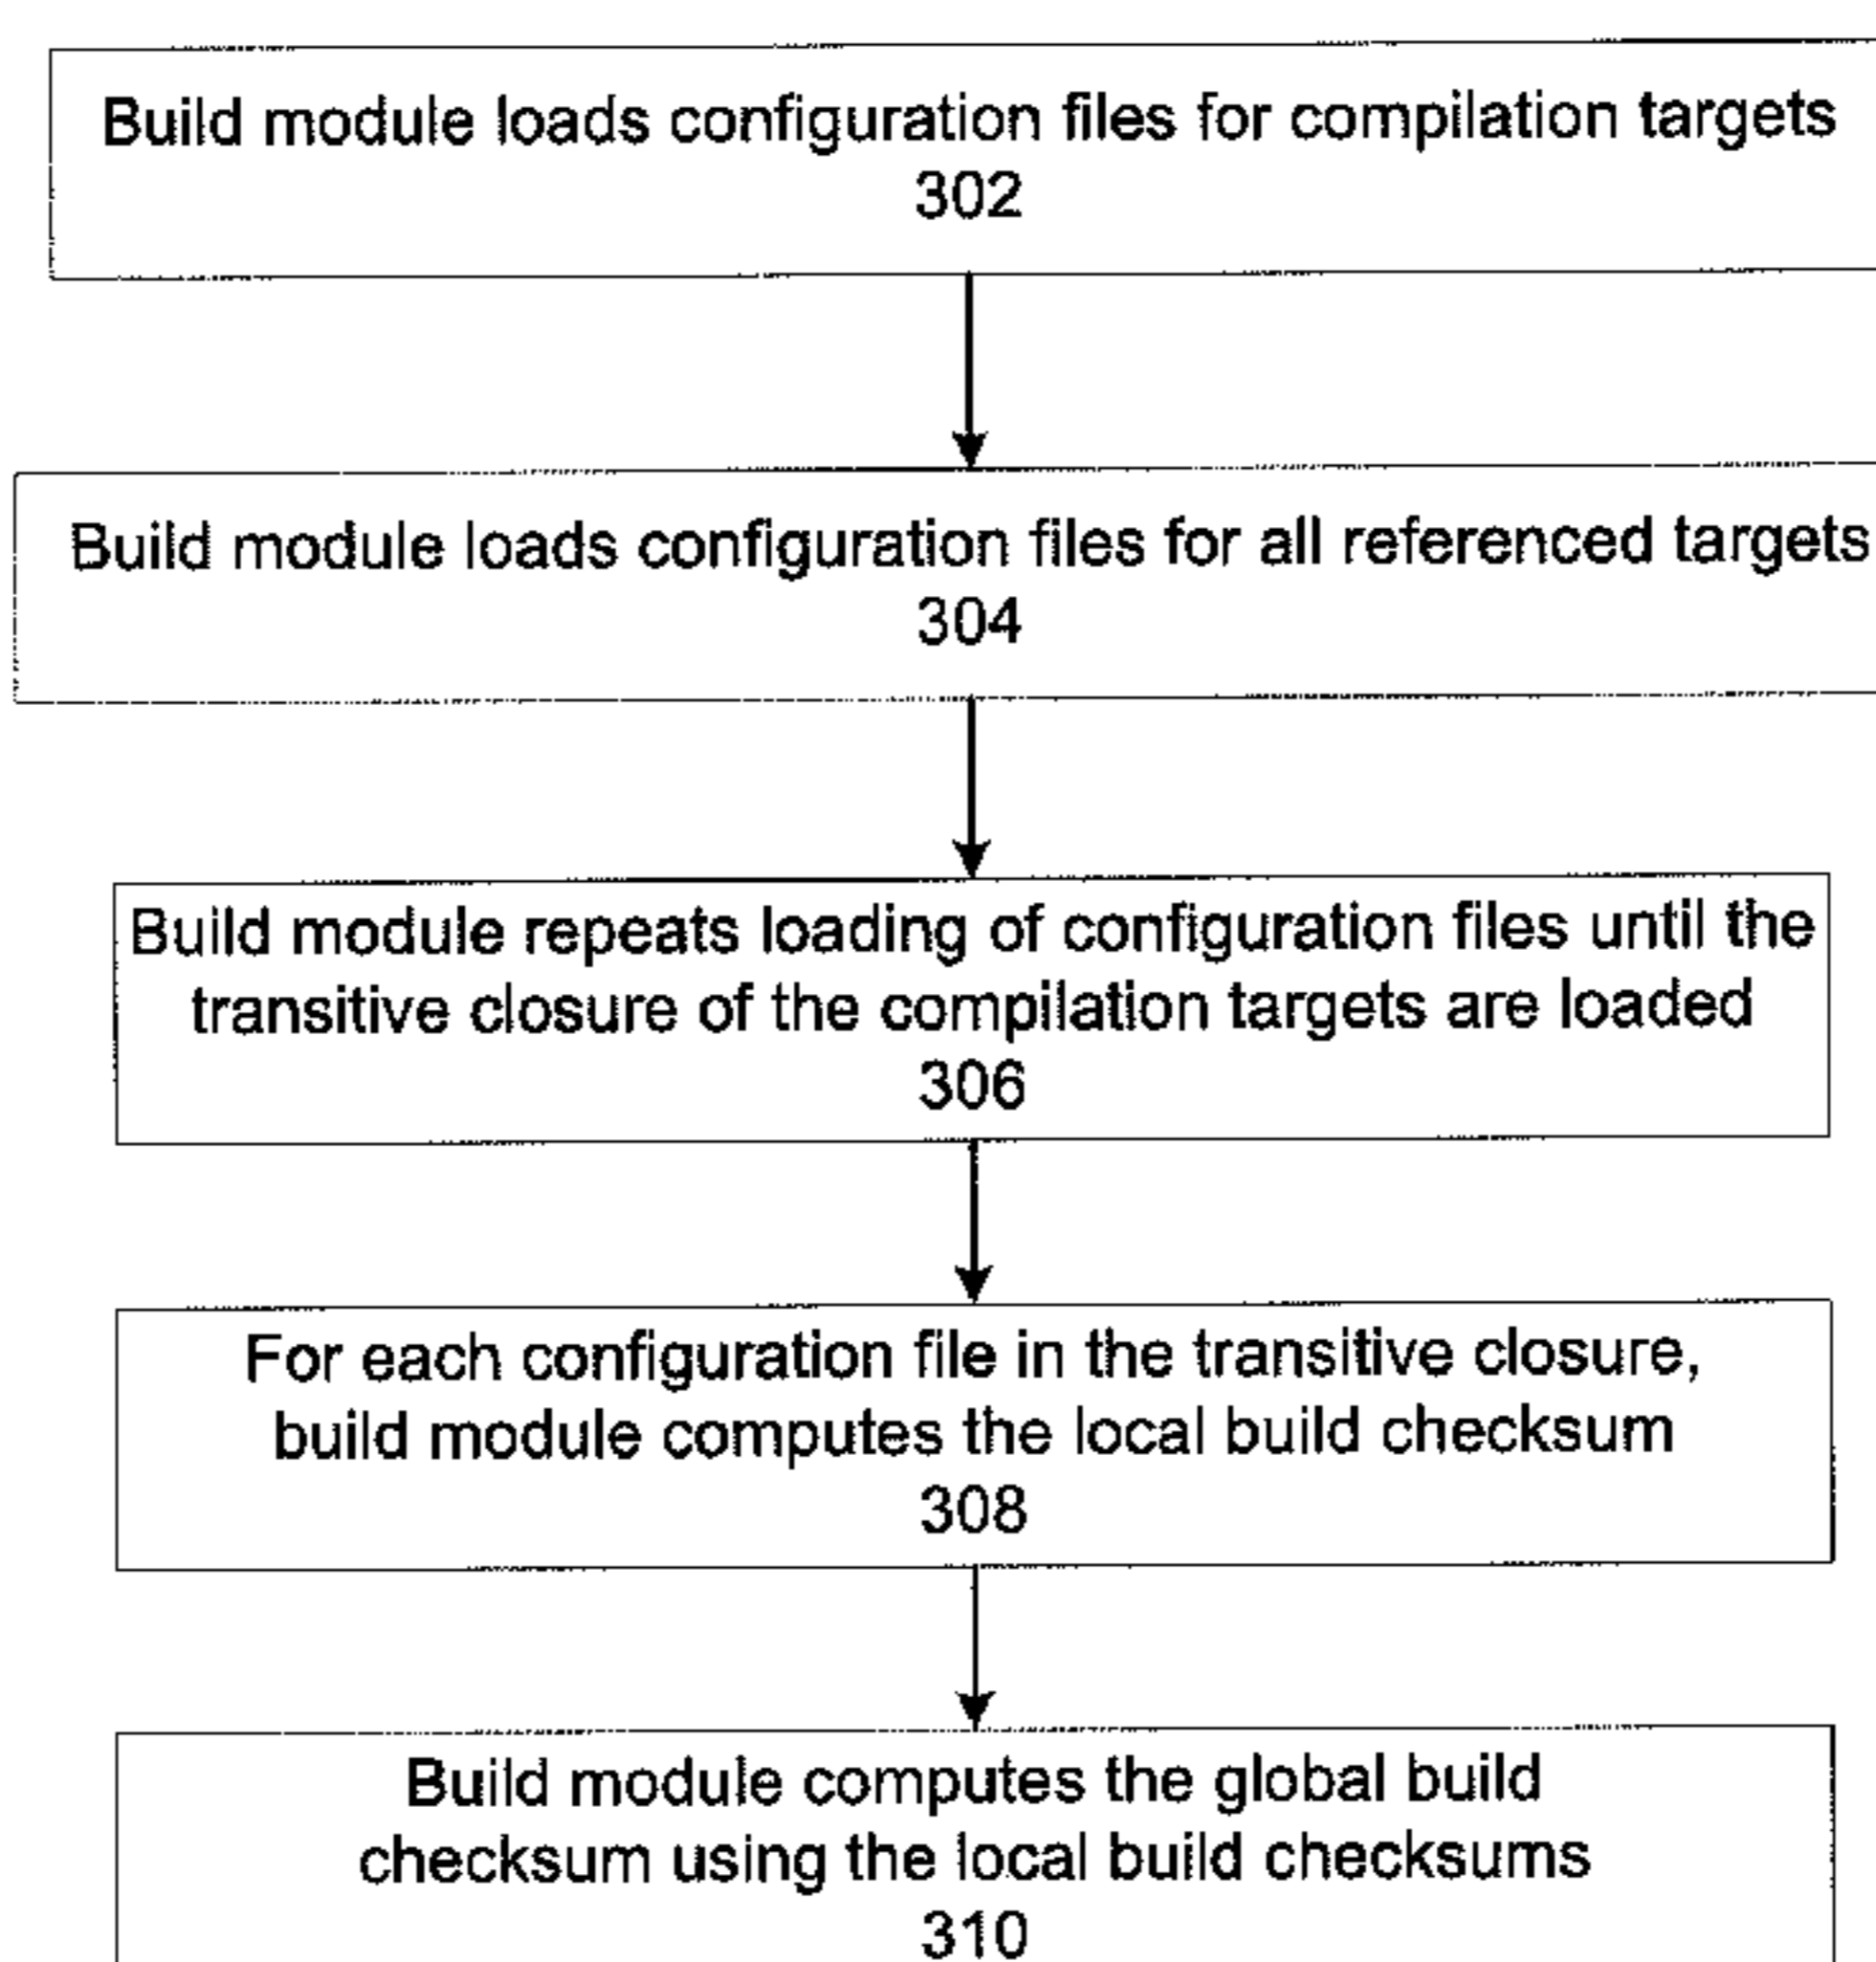 Build module loads configuration files for compilation targets
302
Build module loads configuration files for all referenced targets
304
Build module repeats loading of configuration files until the
transitive closure of the compilation targets are loaded
306
For each configuration file in the transitive closure,
build module computes the local build checksum
308
Build module computes the global build
checksum using the local build checksums
310